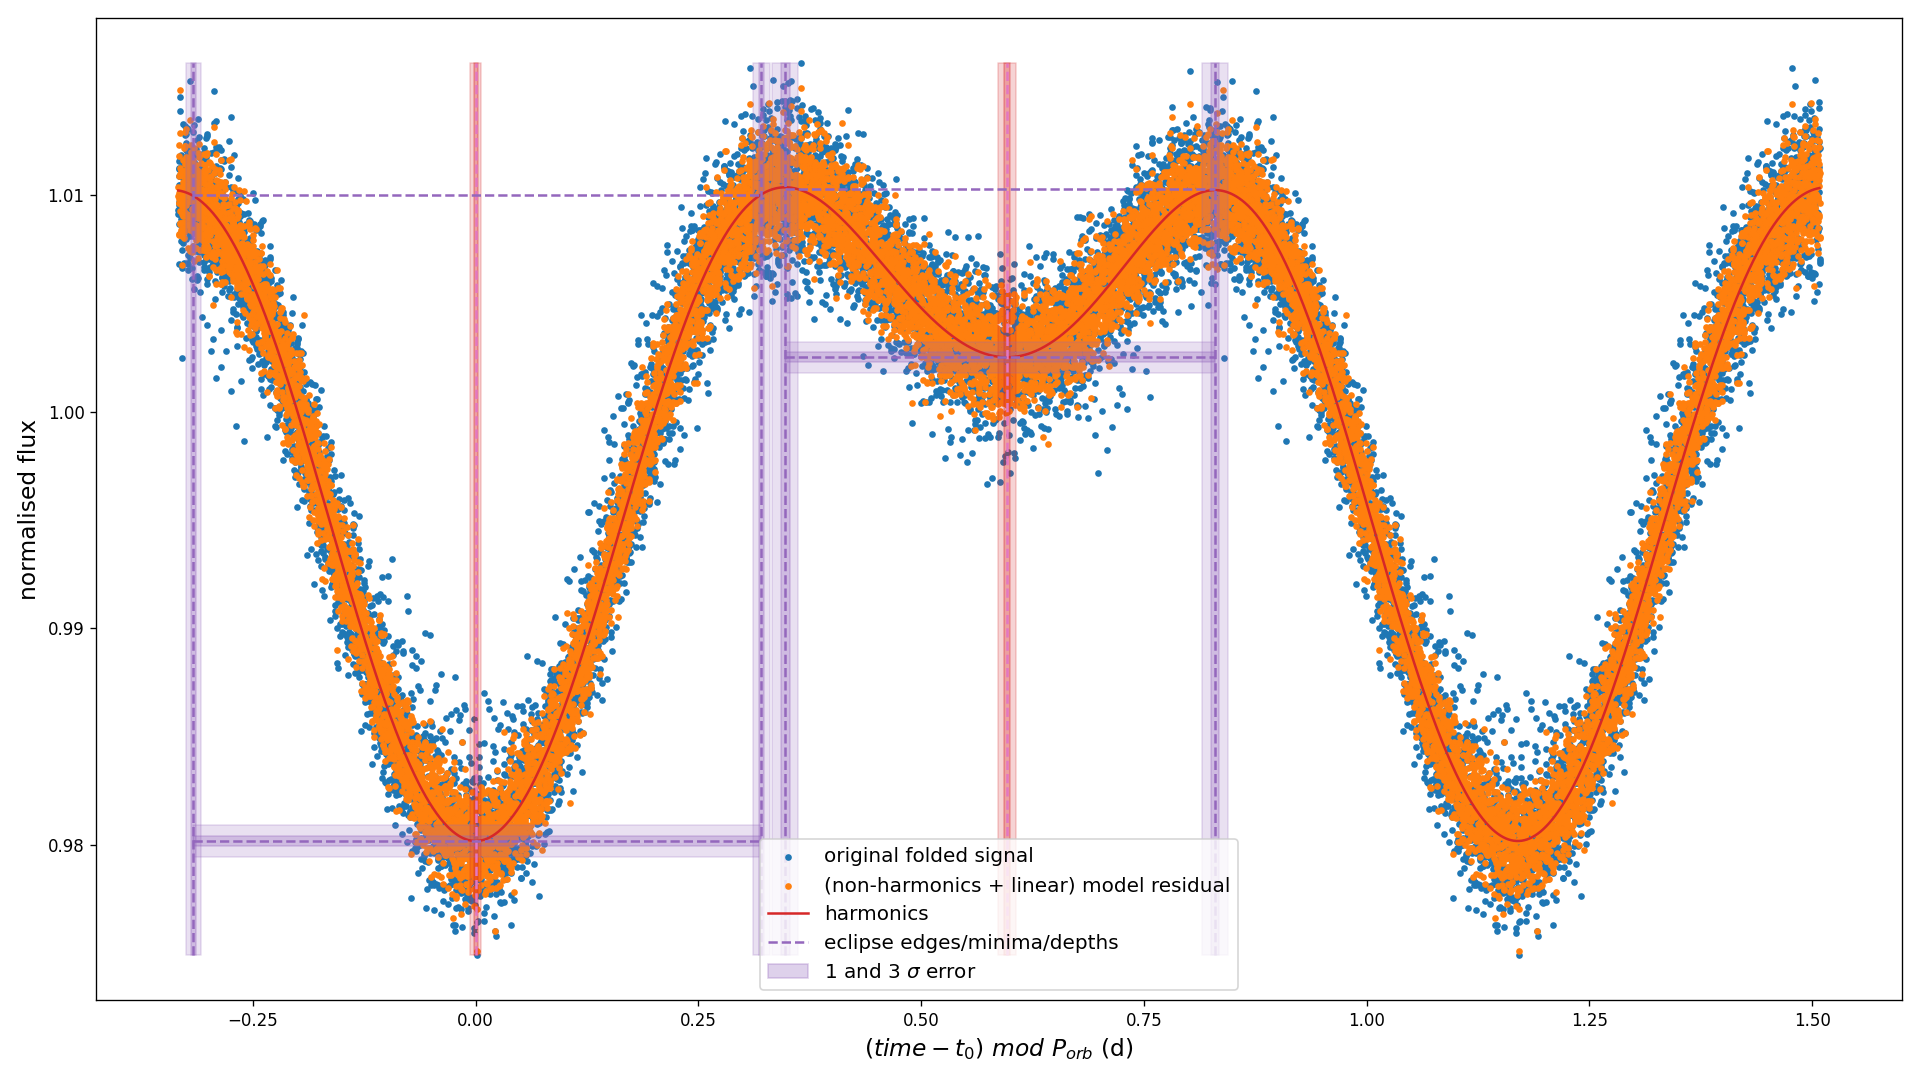 normalised flux
1.01
1.00
0.99
0.98
−0.25
0.00
0.25
0.50
0.75
1.00
1.25
1.50
(time − t₀) mod P_orb (d)
original folded signal
(non-harmonics + linear) model residual
harmonics
eclipse edges/minima/depths
1 and 3 σ error